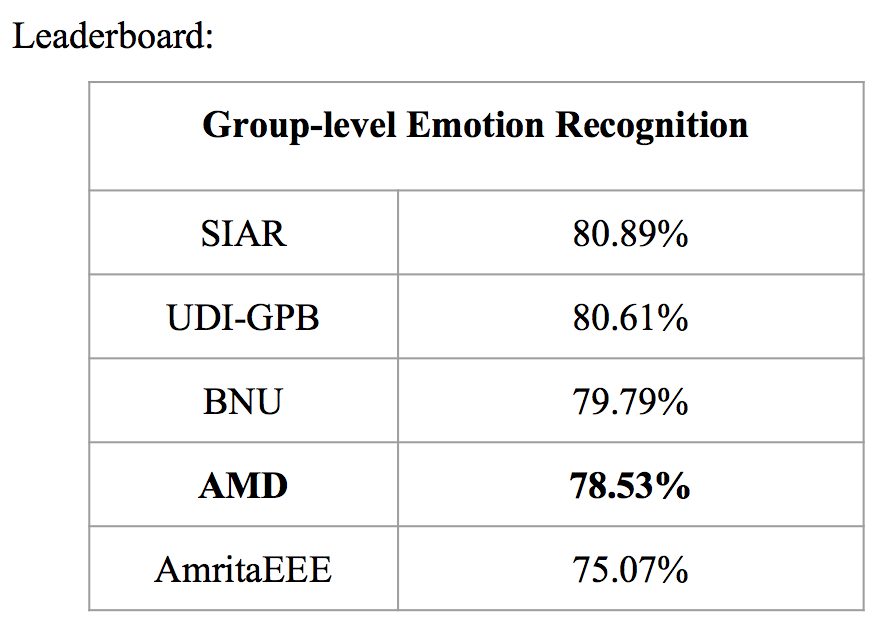 Leaderboard:
Group-level Emotion Recognition
SIAR 80.89%
UDI-GPB 80.61%
BNU 79.79%
AMD 78.53%
AmritaEEE 75.07%